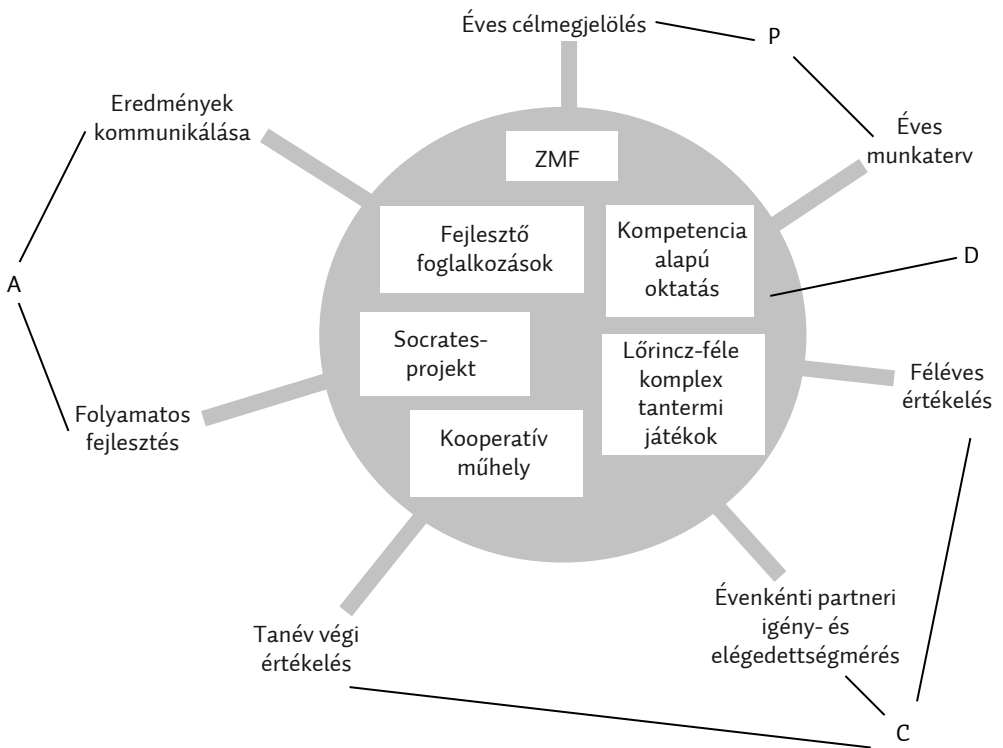 Éves célmegjelölés
P
Eredmények
kommunikálása
Éves
munkaterv
ZMF
Fejlesztő
foglalkozások
Kompetencia
alapú
oktatás
D
A
Socrates-
projekt
Lőrincz-féle
komplex
tantermi
játékok
Féléves
értékelés
Folyamatos
fejlesztés
Kooperatív
műhely
Évenkénti partneri
igény- és
elégedettségmérés
Tanév végi
értékelés
C